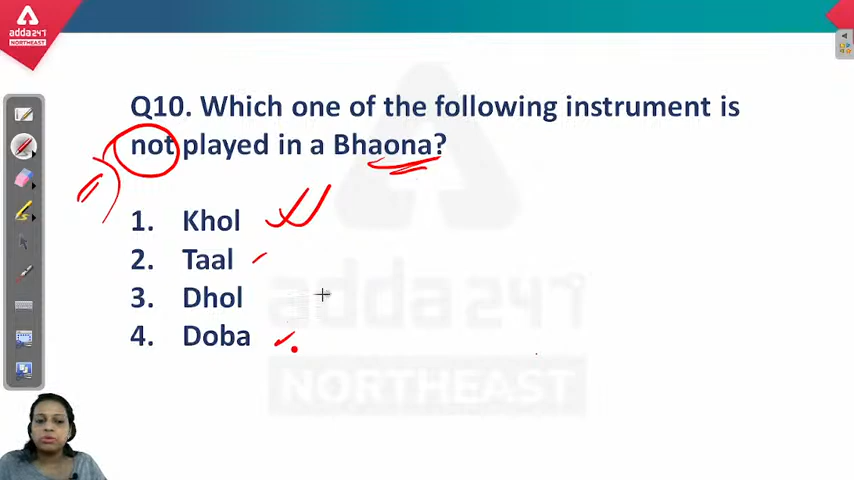 adda247
NORTHEAST
Q10. Which one of the following instrument is
not played in a Bhaona?
1. Khol
2. Taal
3. Dhol
4. Doba
adda247
NORTHEAST